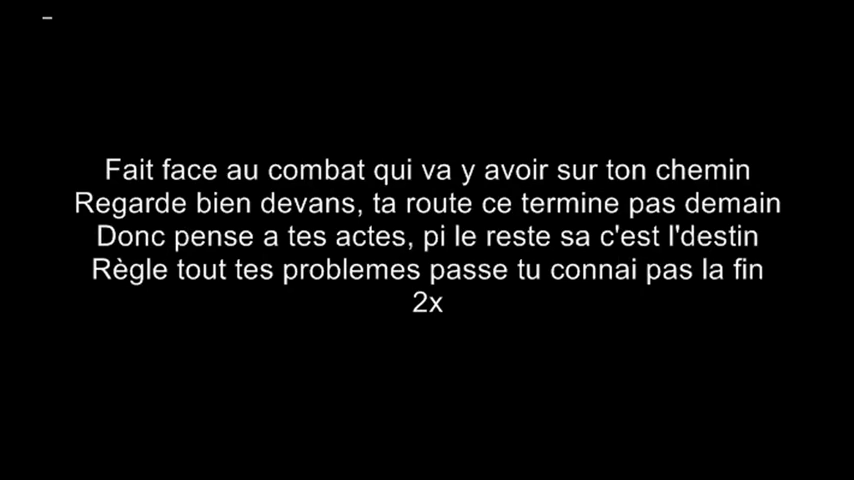 Fait face au combat qui va y avoir sur ton chemin
Regarde bien devans, ta route ce termine pas demain
Donc pense a tes actes, pi le reste sa c'est l'destin
Règle tout tes problemes passe tu connai pas la fin
2x